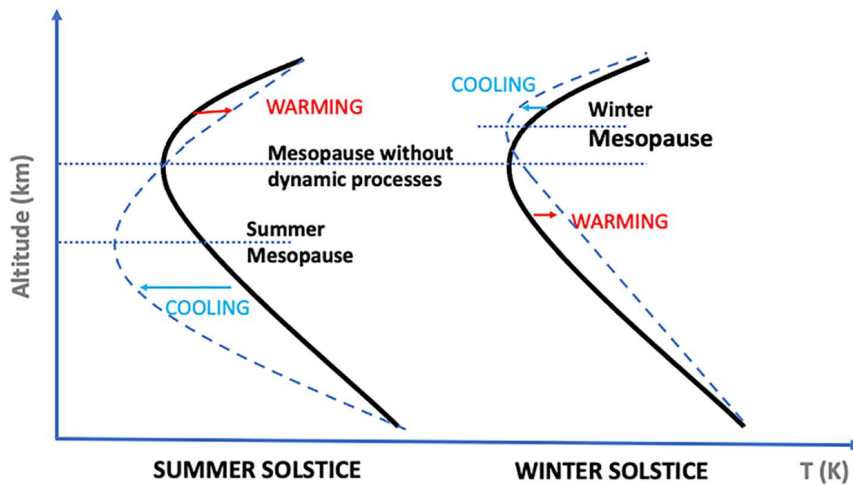 COOLING
WARMING
Winter
Mesopause
Mesopause without
dynamic processes
WARMING
Summer
Mesopause
COOLING
Altitude (km)
SUMMER SOLSTICE
WINTER SOLSTICE
T (K)